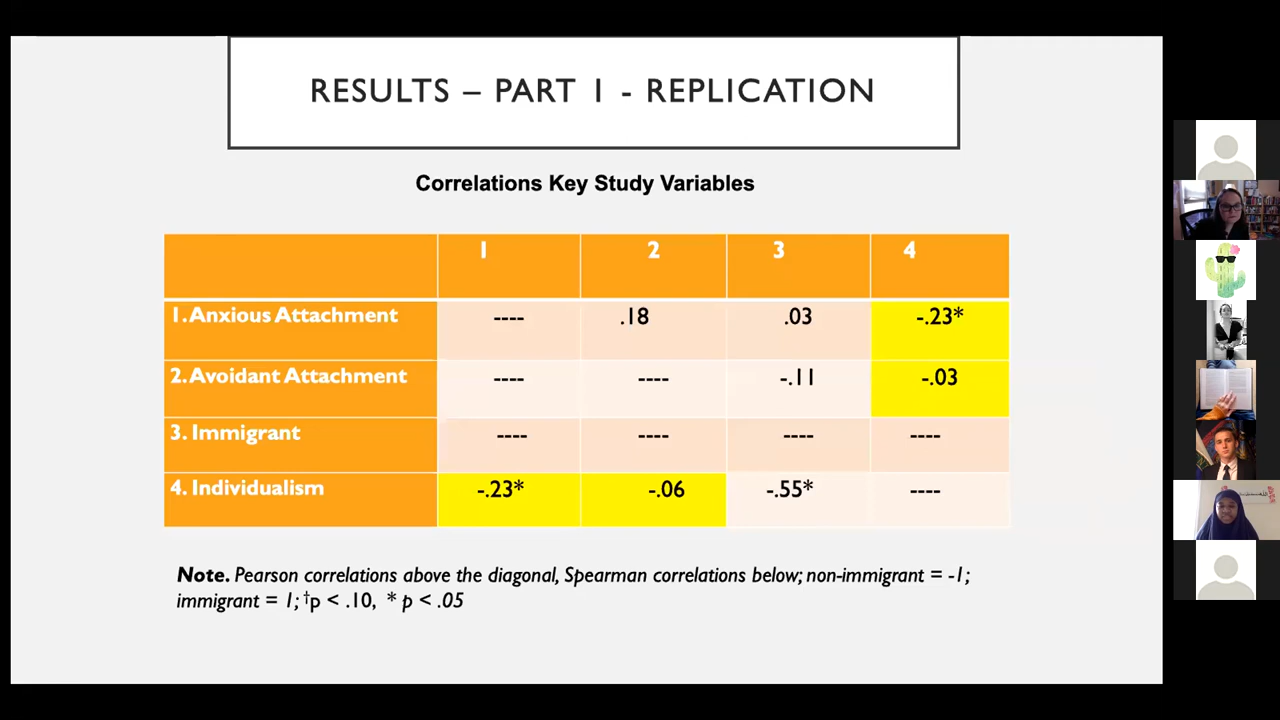 RESULTS – PART 1 - REPLICATION
Correlations Key Study Variables
1 2 3 4
1. Anxious Attachment ---- .18 .03 -.23*
2. Avoidant Attachment ---- ---- -.11 -.03
3. Immigrant ---- ---- ---- ----
4. Individualism -.23* -.06 -.55* ----
Note. Pearson correlations above the diagonal, Spearman correlations below; non-immigrant = -1;
immigrant = 1; †p < .10, * p < .05